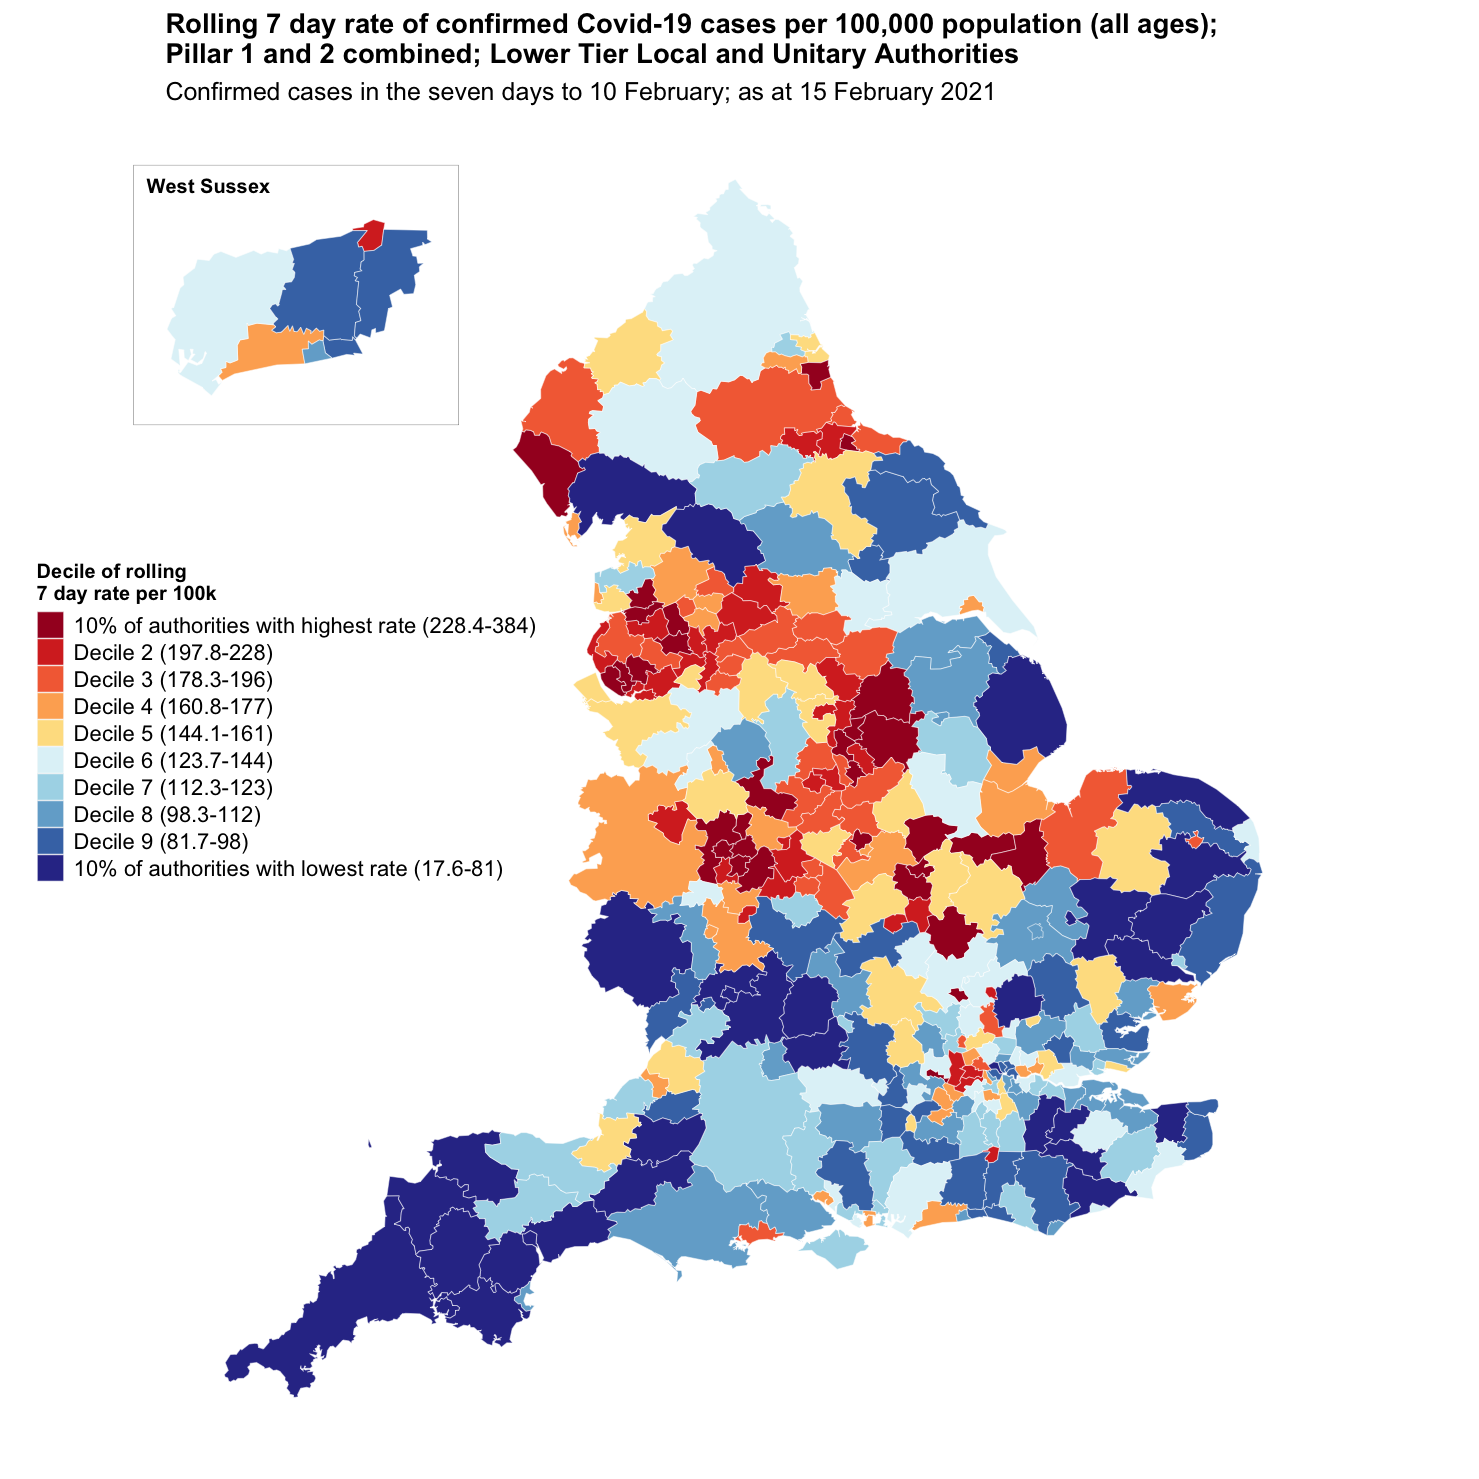 Rolling 7 day rate of confirmed Covid-19 cases per 100,000 population (all ages);
Pillar 1 and 2 combined; Lower Tier Local and Unitary Authorities
Confirmed cases in the seven days to 10 February; as at 15 February 2021
West Sussex
Decile of rolling
7 day rate per 100k
10% of authorities with highest rate (228.4-384)
Decile 2 (197.8-228)
Decile 3 (178.3-196)
Decile 4 (160.8-177)
Decile 5 (144.1-161)
Decile 6 (123.7-144)
Decile 7 (112.3-123)
Decile 8 (98.3-112)
Decile 9 (81.7-98)
10% of authorities with lowest rate (17.6-81)